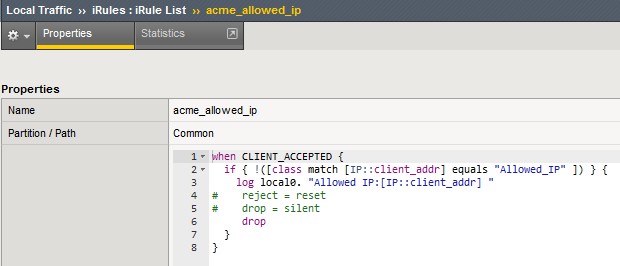 Local Traffic ›› iRules : iRule List ›› acme_allowed_ip
Properties Statistics
Properties
Name acme_allowed_ip
Partition / Path Common
1 when CLIENT_ACCEPTED {
2 if { !([class match [IP::client_addr] equals "Allowed_IP" ]) } {
3 log local0. "Allowed IP:[IP::client_addr] "
4 # reject = reset
5 # drop = silent
6 drop
7 }
8 }